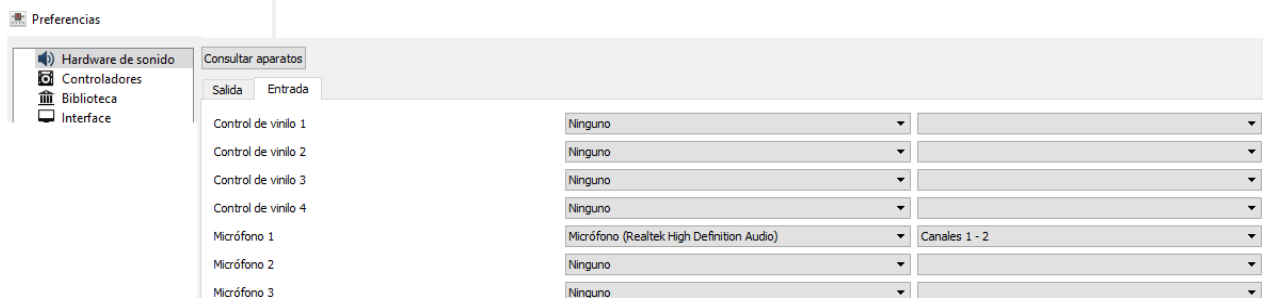 Preferencias
Hardware de sonido
Controladores
Biblioteca
Interface
Consultar aparatos
Salida Entrada
Control de vinilo 1 Ninguno
Control de vinilo 2 Ninguno
Control de vinilo 3 Ninguno
Control de vinilo 4 Ninguno
Micrófono 1 Micrófono (Realtek High Definition Audio) Canales 1 - 2
Micrófono 2 Ninguno
Micrófono 3 Ninguno